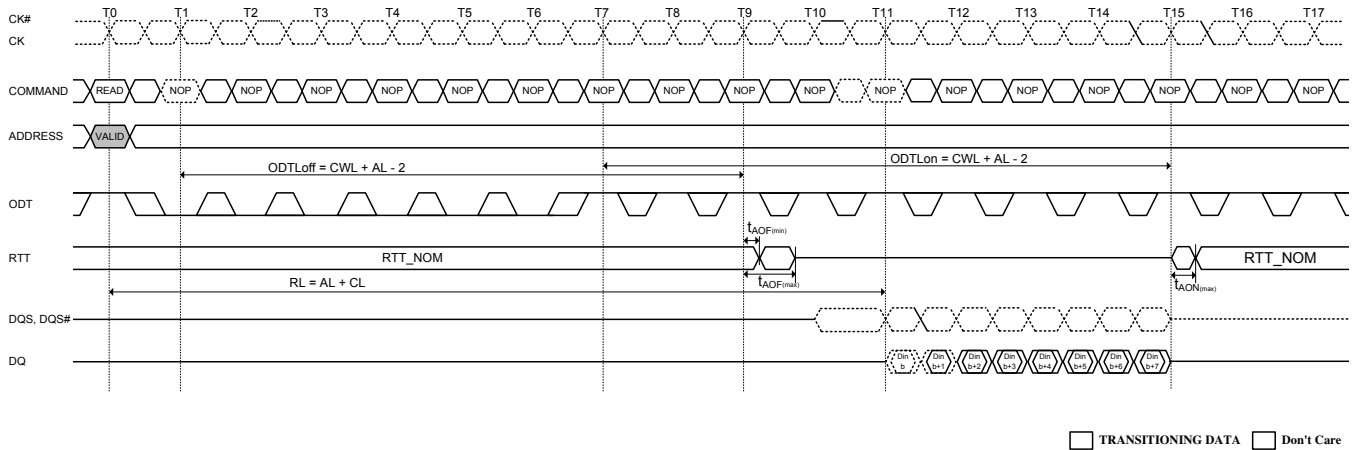 CK#
CK
T0 T1 T2 T3 T4 T5 T6 T7 T8 T9 T10 T11 T12 T13 T14 T15 T16 T17
COMMAND READ NOP NOP NOP NOP NOP NOP NOP NOP NOP NOP NOP NOP NOP NOP NOP NOP NOP
ADDRESS VALID
ODTLoff = CWL + AL - 2 ODTLon = CWL + AL - 2
ODT
tAOF(min)
RTT RTT_NOM RTT_NOM
tAOF(max) tAON(max)
RL = AL + CL
DQS, DQS#
DQ Din b Din b+1 Din b+2 Din b+3 Din b+4 Din b+5 Din b+6 Din b+7
TRANSITIONING DATA Don't Care